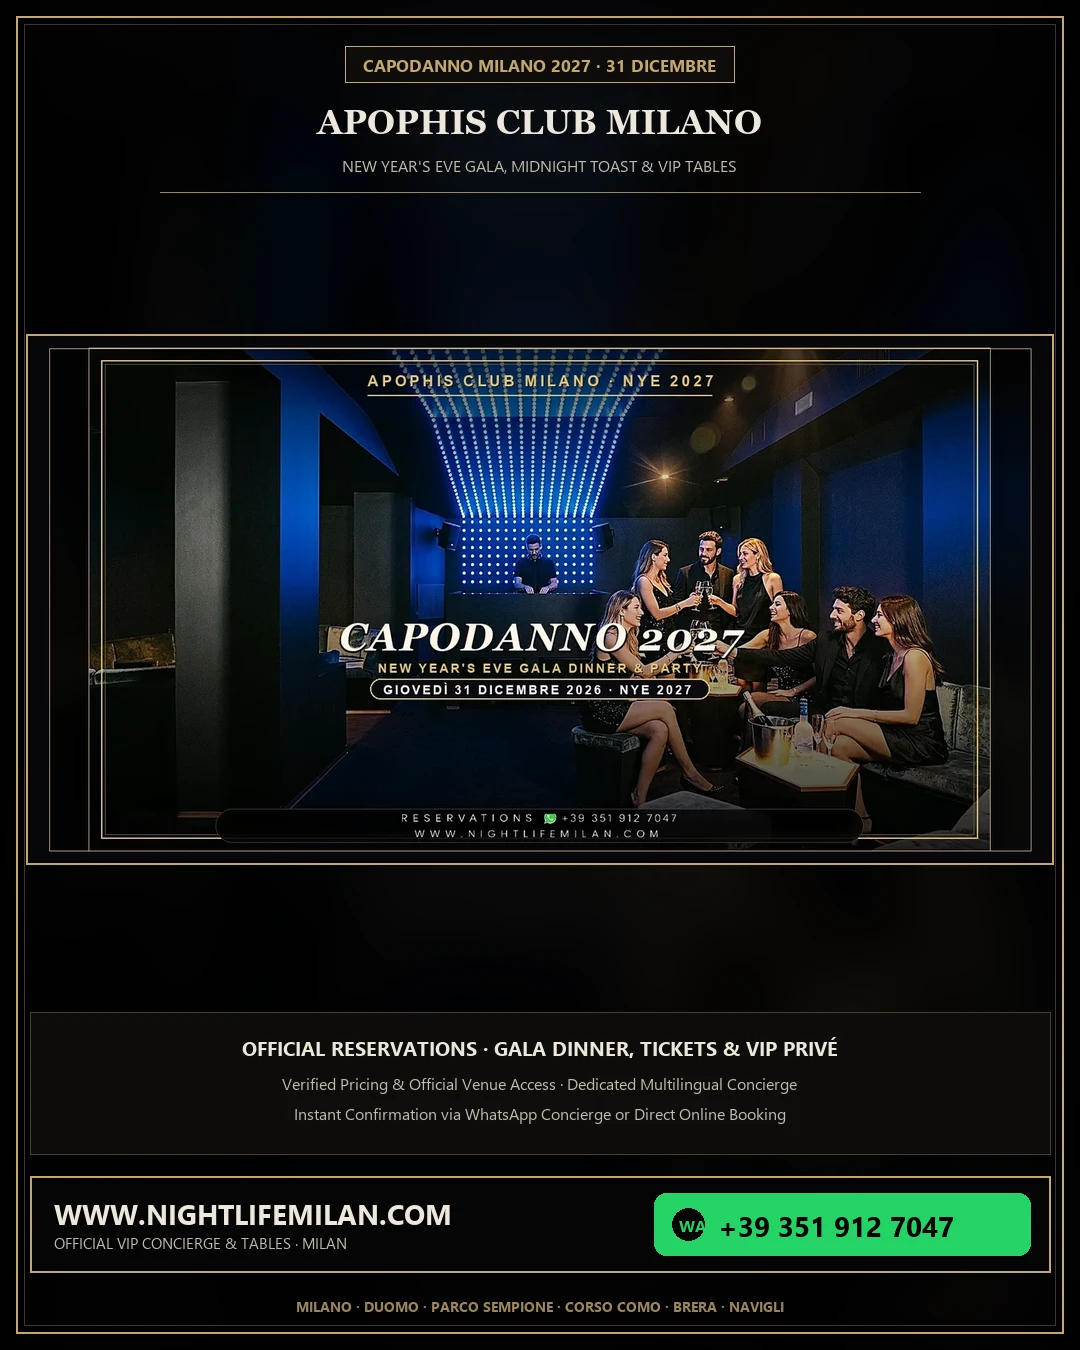 CAPODANNO MILANO 2027 · 31 DICEMBRE
APOPHIS CLUB MILANO
NEW YEAR'S EVE GALA, MIDNIGHT TOAST & VIP TABLES
APOPHIS CLUB MILANO · NYE 2027
CAPODANNO 2027
NEW YEAR'S EVE GALA DINNER & PARTY
GIOVEDÌ 31 DICEMBRE 2026 · NYE 2027
RESERVATIONS +39 351 912 7047
WWW.NIGHTLIFEMILAN.COM
OFFICIAL RESERVATIONS · GALA DINNER, TICKETS & VIP PRIVÉ
Verified Pricing & Official Venue Access · Dedicated Multilingual Concierge
Instant Confirmation via WhatsApp Concierge or Direct Online Booking
WWW.NIGHTLIFEMILAN.COM
OFFICIAL VIP CONCIERGE & TABLES · MILAN
WA +39 351 912 7047
MILANO · DUOMO · PARCO SEMPIONE · CORSO COMO · BRERA · NAVIGLI